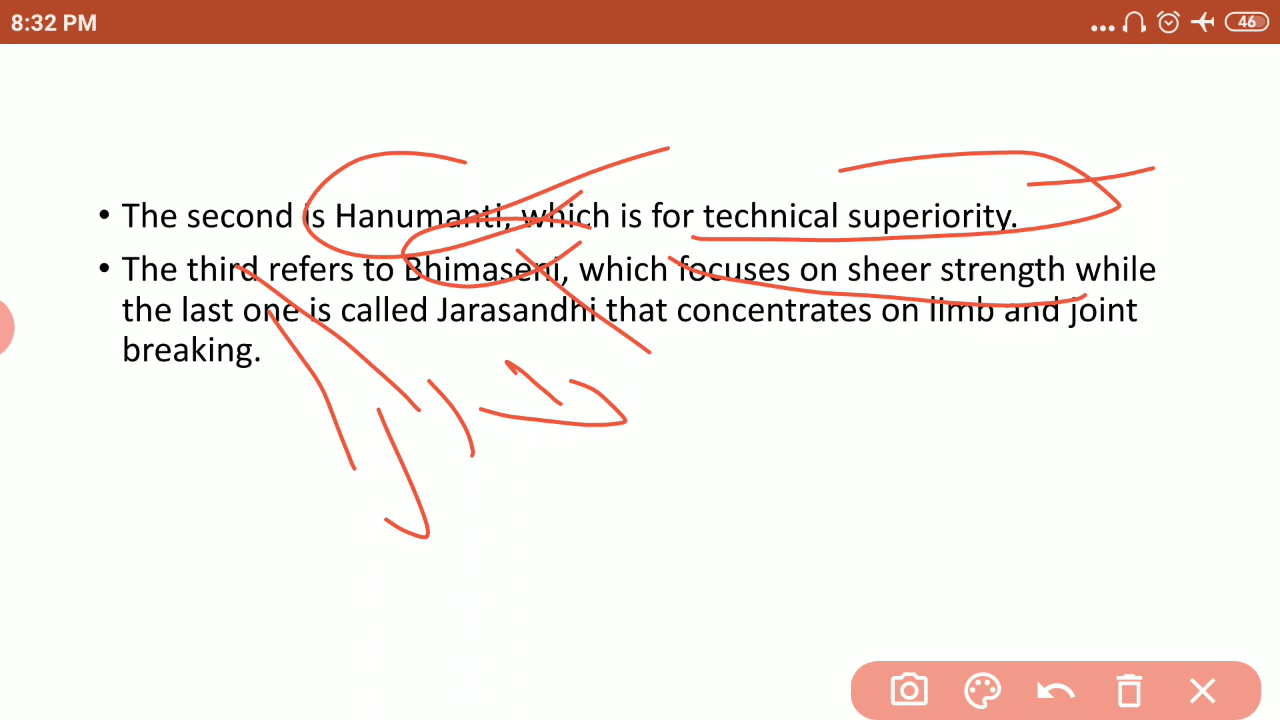 8:32 PM
46
• The second is Hanumanti, which is for technical superiority.
• The third refers to Bhimaseni, which focuses on sheer strength while
the last one is called Jarasandhi that concentrates on limb and joint
breaking.